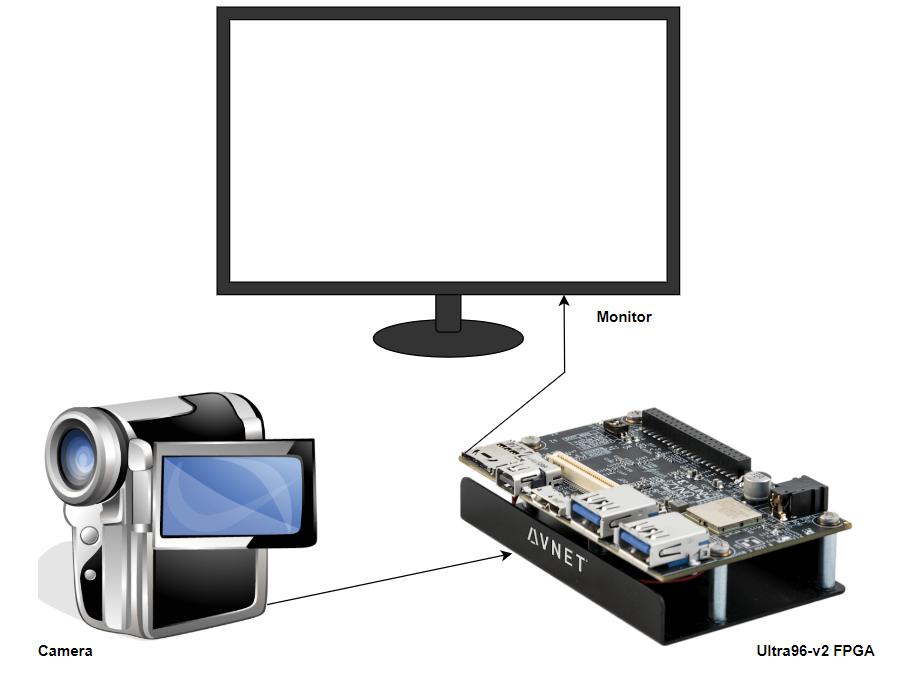 Monitor
AVNET
Camera
Ultra96-v2 FPGA